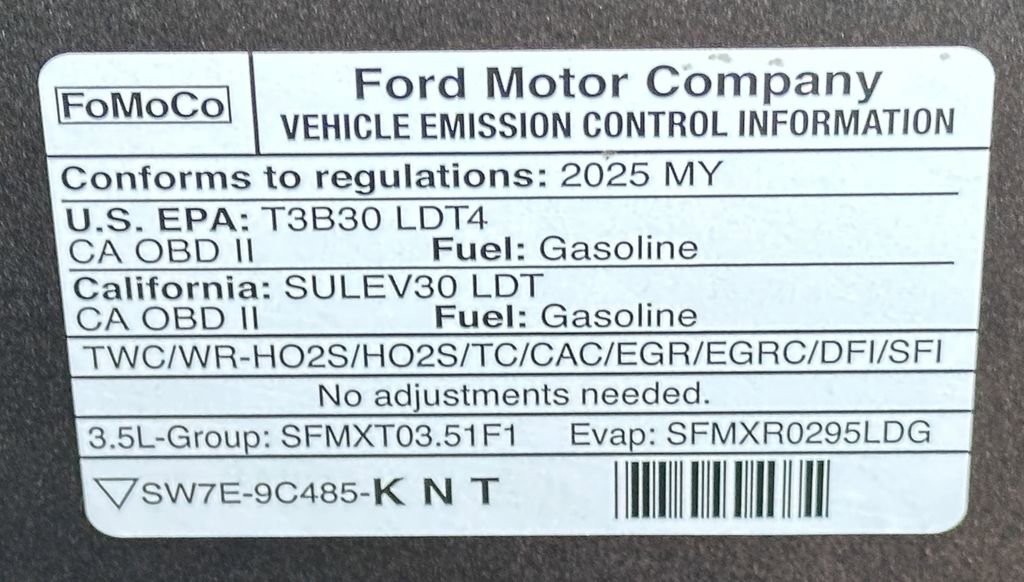 FoMoCo
Ford Motor Company
VEHICLE EMISSION CONTROL INFORMATION
Conforms to regulations: 2025 MY
U.S. EPA: T3B30 LDT4
CA OBD II Fuel: Gasoline
California: SULEV30 LDT
CA OBD II Fuel: Gasoline
TWC/WR-HO2S/HO2S/TC/CAC/EGR/EGRC/DFI/SFI
No adjustments needed.
3.5L-Group: SFMXT03.51F1 Evap: SFMXR0295LDG
▽SW7E-9C485-K N T